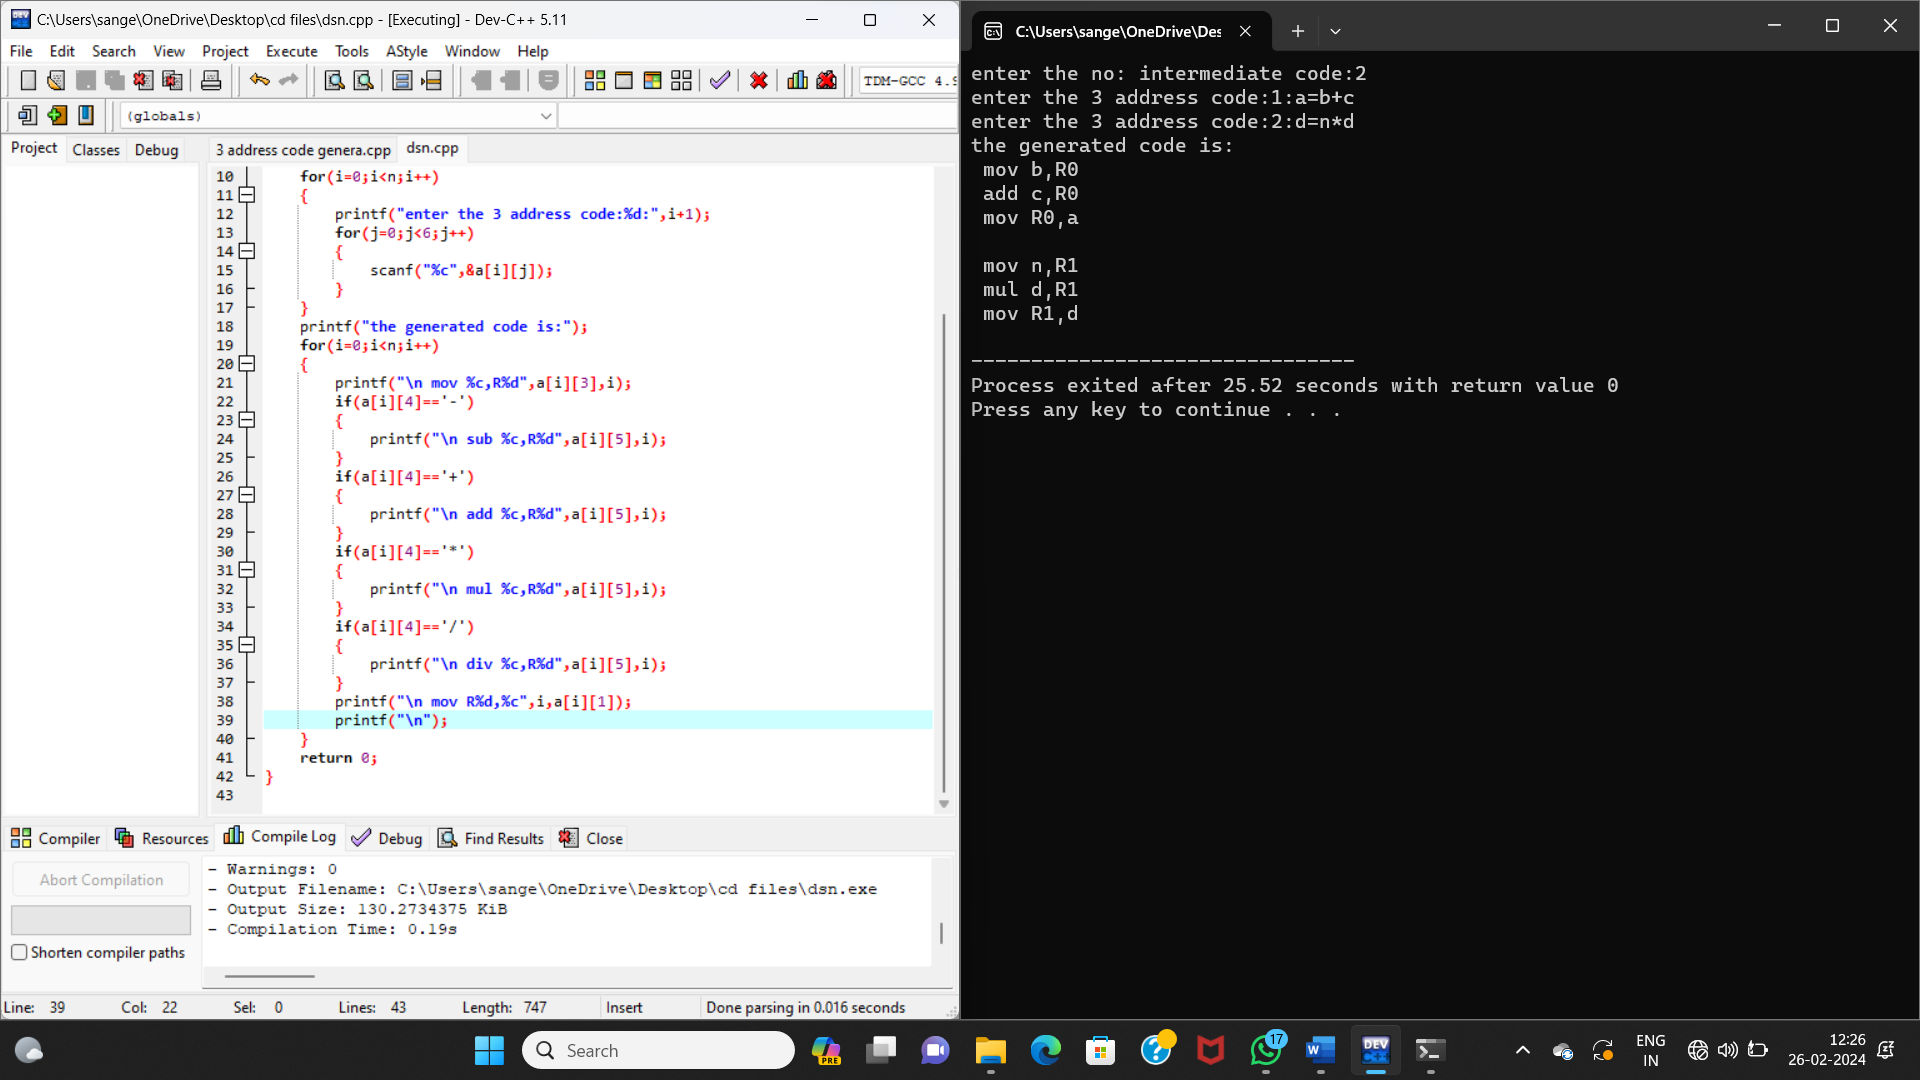 C:\Users\sange\OneDrive\Desktop\cd files\dsn.cpp - [Executing] - Dev-C++ 5.11
File Edit Search View Project Execute Tools AStyle Window Help
TDM-GCC 4.9
(globals)
Project Classes Debug
3 address code genera.cpp dsn.cpp
10 for(i=0;i<n;i++)
11 {
12 printf("enter the 3 address code:%d:",i+1);
13 for(j=0;j<6;j++)
14 {
15 scanf("%c",&a[i][j]);
16 }
17 }
18 printf("the generated code is:");
19 for(i=0;i<n;i++)
20 {
21 printf("\n mov %c,R%d",a[i][3],i);
22 if(a[i][4]=='-')
23 {
24 printf("\n sub %c,R%d",a[i][5],i);
25 }
26 if(a[i][4]=='+')
27 {
28 printf("\n add %c,R%d",a[i][5],i);
29 }
30 if(a[i][4]=='*')
31 {
32 printf("\n mul %c,R%d",a[i][5],i);
33 }
34 if(a[i][4]=='/')
35 {
36 printf("\n div %c,R%d",a[i][5],i);
37 }
38 printf("\n mov R%d,%c",i,a[i][1]);
39 printf("\n");
40 }
41 return 0;
42 }
43
Compiler Resources Compile Log Debug Find Results Close
Abort Compilation
Shorten compiler paths
- Warnings: 0
- Output Filename: C:\Users\sange\OneDrive\Desktop\cd files\dsn.exe
- Output Size: 130.2734375 KiB
- Compilation Time: 0.19s
Line: 39 Col: 22 Sel: 0 Lines: 43 Length: 747 Insert Done parsing in 0.016 seconds
C:\Users\sange\OneDrive\Des
enter the no: intermediate code:2
enter the 3 address code:1:a=b+c
enter the 3 address code:2:d=n*d
the generated code is:
mov b,R0
add c,R0
mov R0,a
mov n,R1
mul d,R1
mov R1,d
--------------------------------
Process exited after 25.52 seconds with return value 0
Press any key to continue . . .
Search
PRE
17
DEV C++
ENG
IN
12:26
26-02-2024